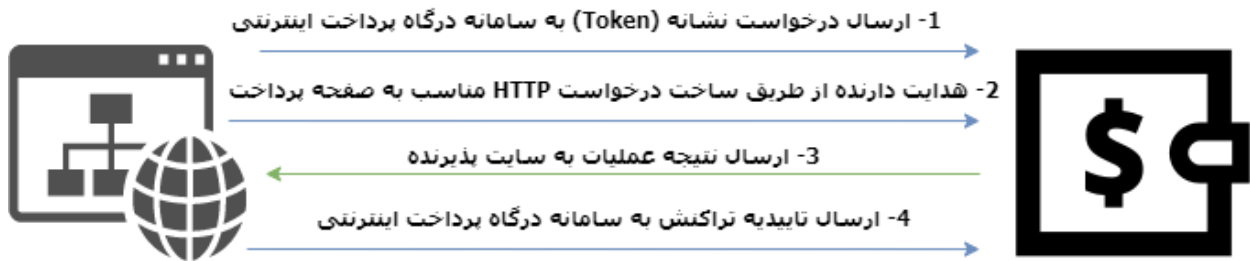 1- ارسال درخواست نشانه (Token) به سامانه درگاه پرداخت اینترنتی
2- هدایت دارنده از طریق ساخت درخواست HTTP مناسب به صفحه پرداخت
3- ارسال نتیجه عملیات به سایت پذیرنده
4- ارسال تاییدیه تراکنش به سامانه درگاه پرداخت اینترنتی
$